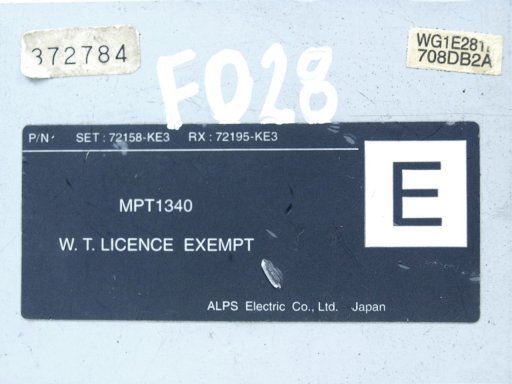 372784
WG1E281
708DB2A
F028
P/N SET : 72158-KE3 RX : 72195-KE3
E
MPT1340
W. T. LICENCE EXEMPT
ALPS Electric Co., Ltd. Japan